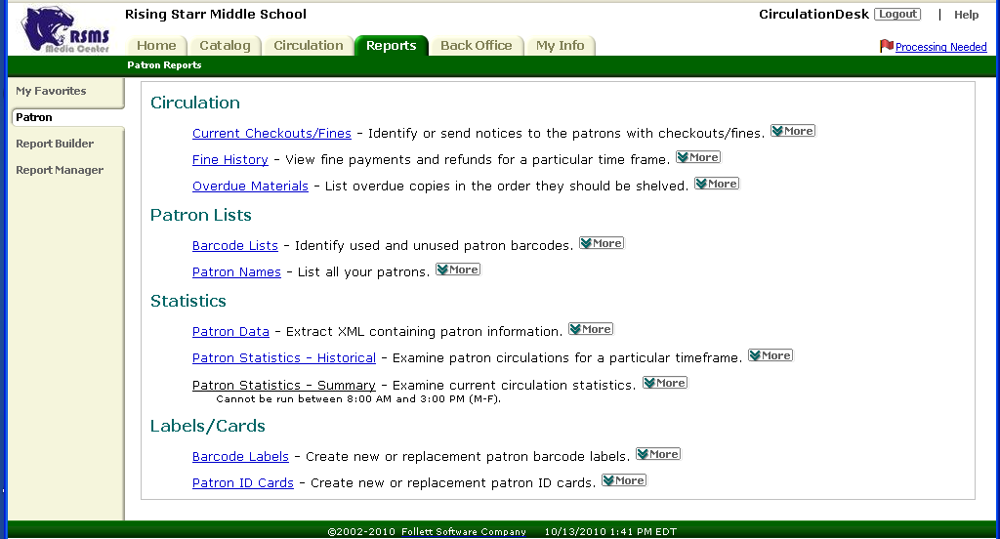 Rising Starr Middle School
CirculationDesk Logout | Help
RSMS
Media Center
Home Catalog Circulation Reports Back Office My Info
Processing Needed
Patron Reports
My Favorites
Patron
Report Builder
Report Manager
Circulation
Current Checkouts/Fines - Identify or send notices to the patrons with checkouts/fines. More
Fine History - View fine payments and refunds for a particular time frame. More
Overdue Materials - List overdue copies in the order they should be shelved. More
Patron Lists
Barcode Lists - Identify used and unused patron barcodes. More
Patron Names - List all your patrons. More
Statistics
Patron Data - Extract XML containing patron information. More
Patron Statistics - Historical - Examine patron circulations for a particular timeframe. More
Patron Statistics - Summary - Examine current circulation statistics. More
Cannot be run between 8:00 AM and 3:00 PM (M-F).
Labels/Cards
Barcode Labels - Create new or replacement patron barcode labels. More
Patron ID Cards - Create new or replacement patron ID cards. More
©2002-2010 Follett Software Company 10/13/2010 1:41 PM EDT